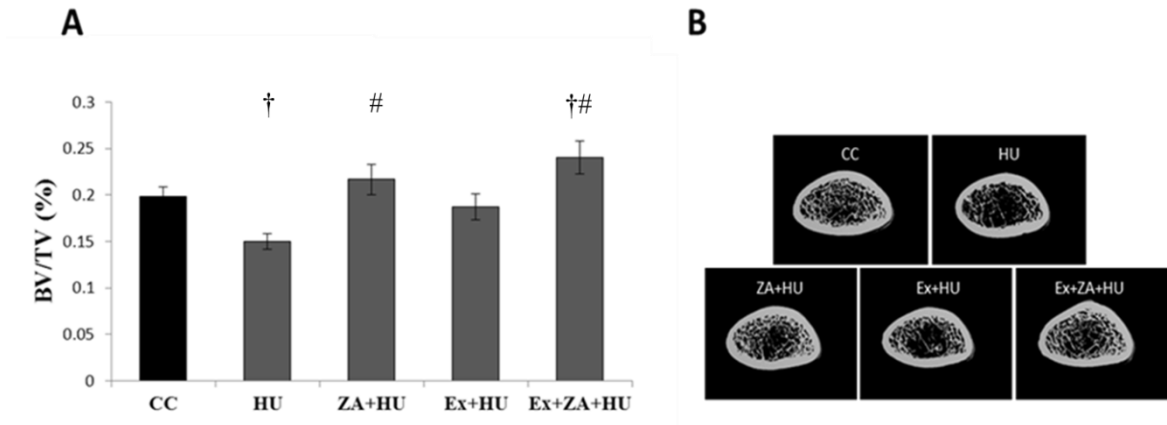 A
B
† # †#
0.3
0.25
0.2
0.15
0.1
0.05
0
BV/TV (%)
CC HU ZA+HU Ex+HU Ex+ZA+HU
CC HU
ZA+HU Ex+HU Ex+ZA+HU